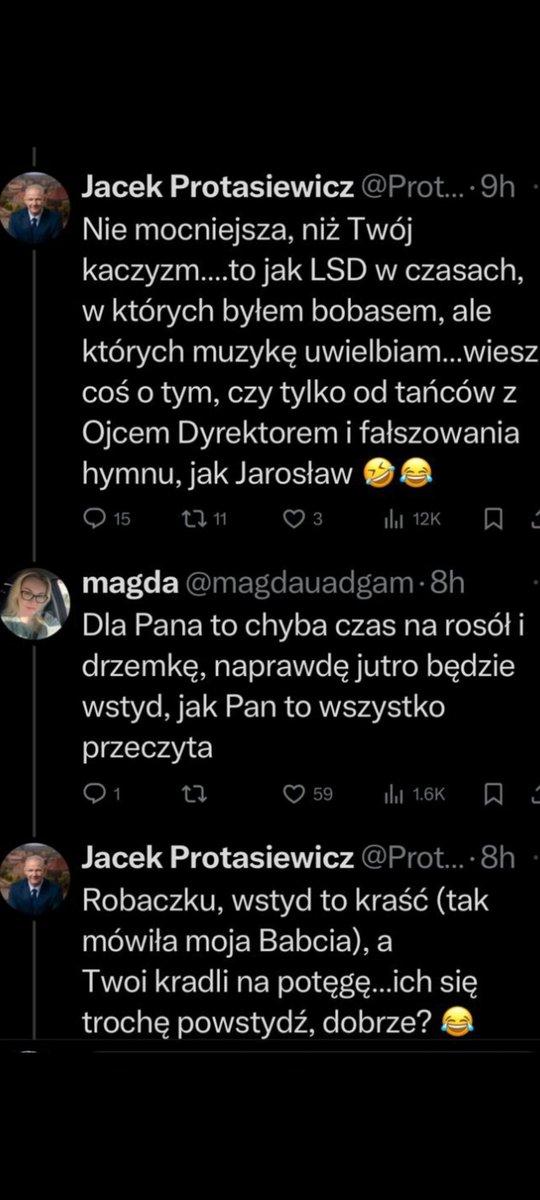 Jacek Protasiewicz @Prot... · 9h
Nie mocniejsza, niż Twój
kaczyzm....to jak LSD w czasach,
w których byłem bobasem, ale
których muzykę uwielbiam...wiesz
coś o tym, czy tylko od tańców z
Ojcem Dyrektorem i fałszowania
hymnu, jak Jarosław 🤣😂
15 11 3 12K
magda @magdauadgam · 8h
Dla Pana to chyba czas na rosół i
drzemkę, naprawdę jutro będzie
wstyd, jak Pan to wszystko
przeczyta
1 59 1.6K
Jacek Protasiewicz @Prot... · 8h
Robaczku, wstyd to kraść (tak
mówiła moja Babcia), a
Twoi kradli na potęgę...ich się
trochę powstydź, dobrze? 😂